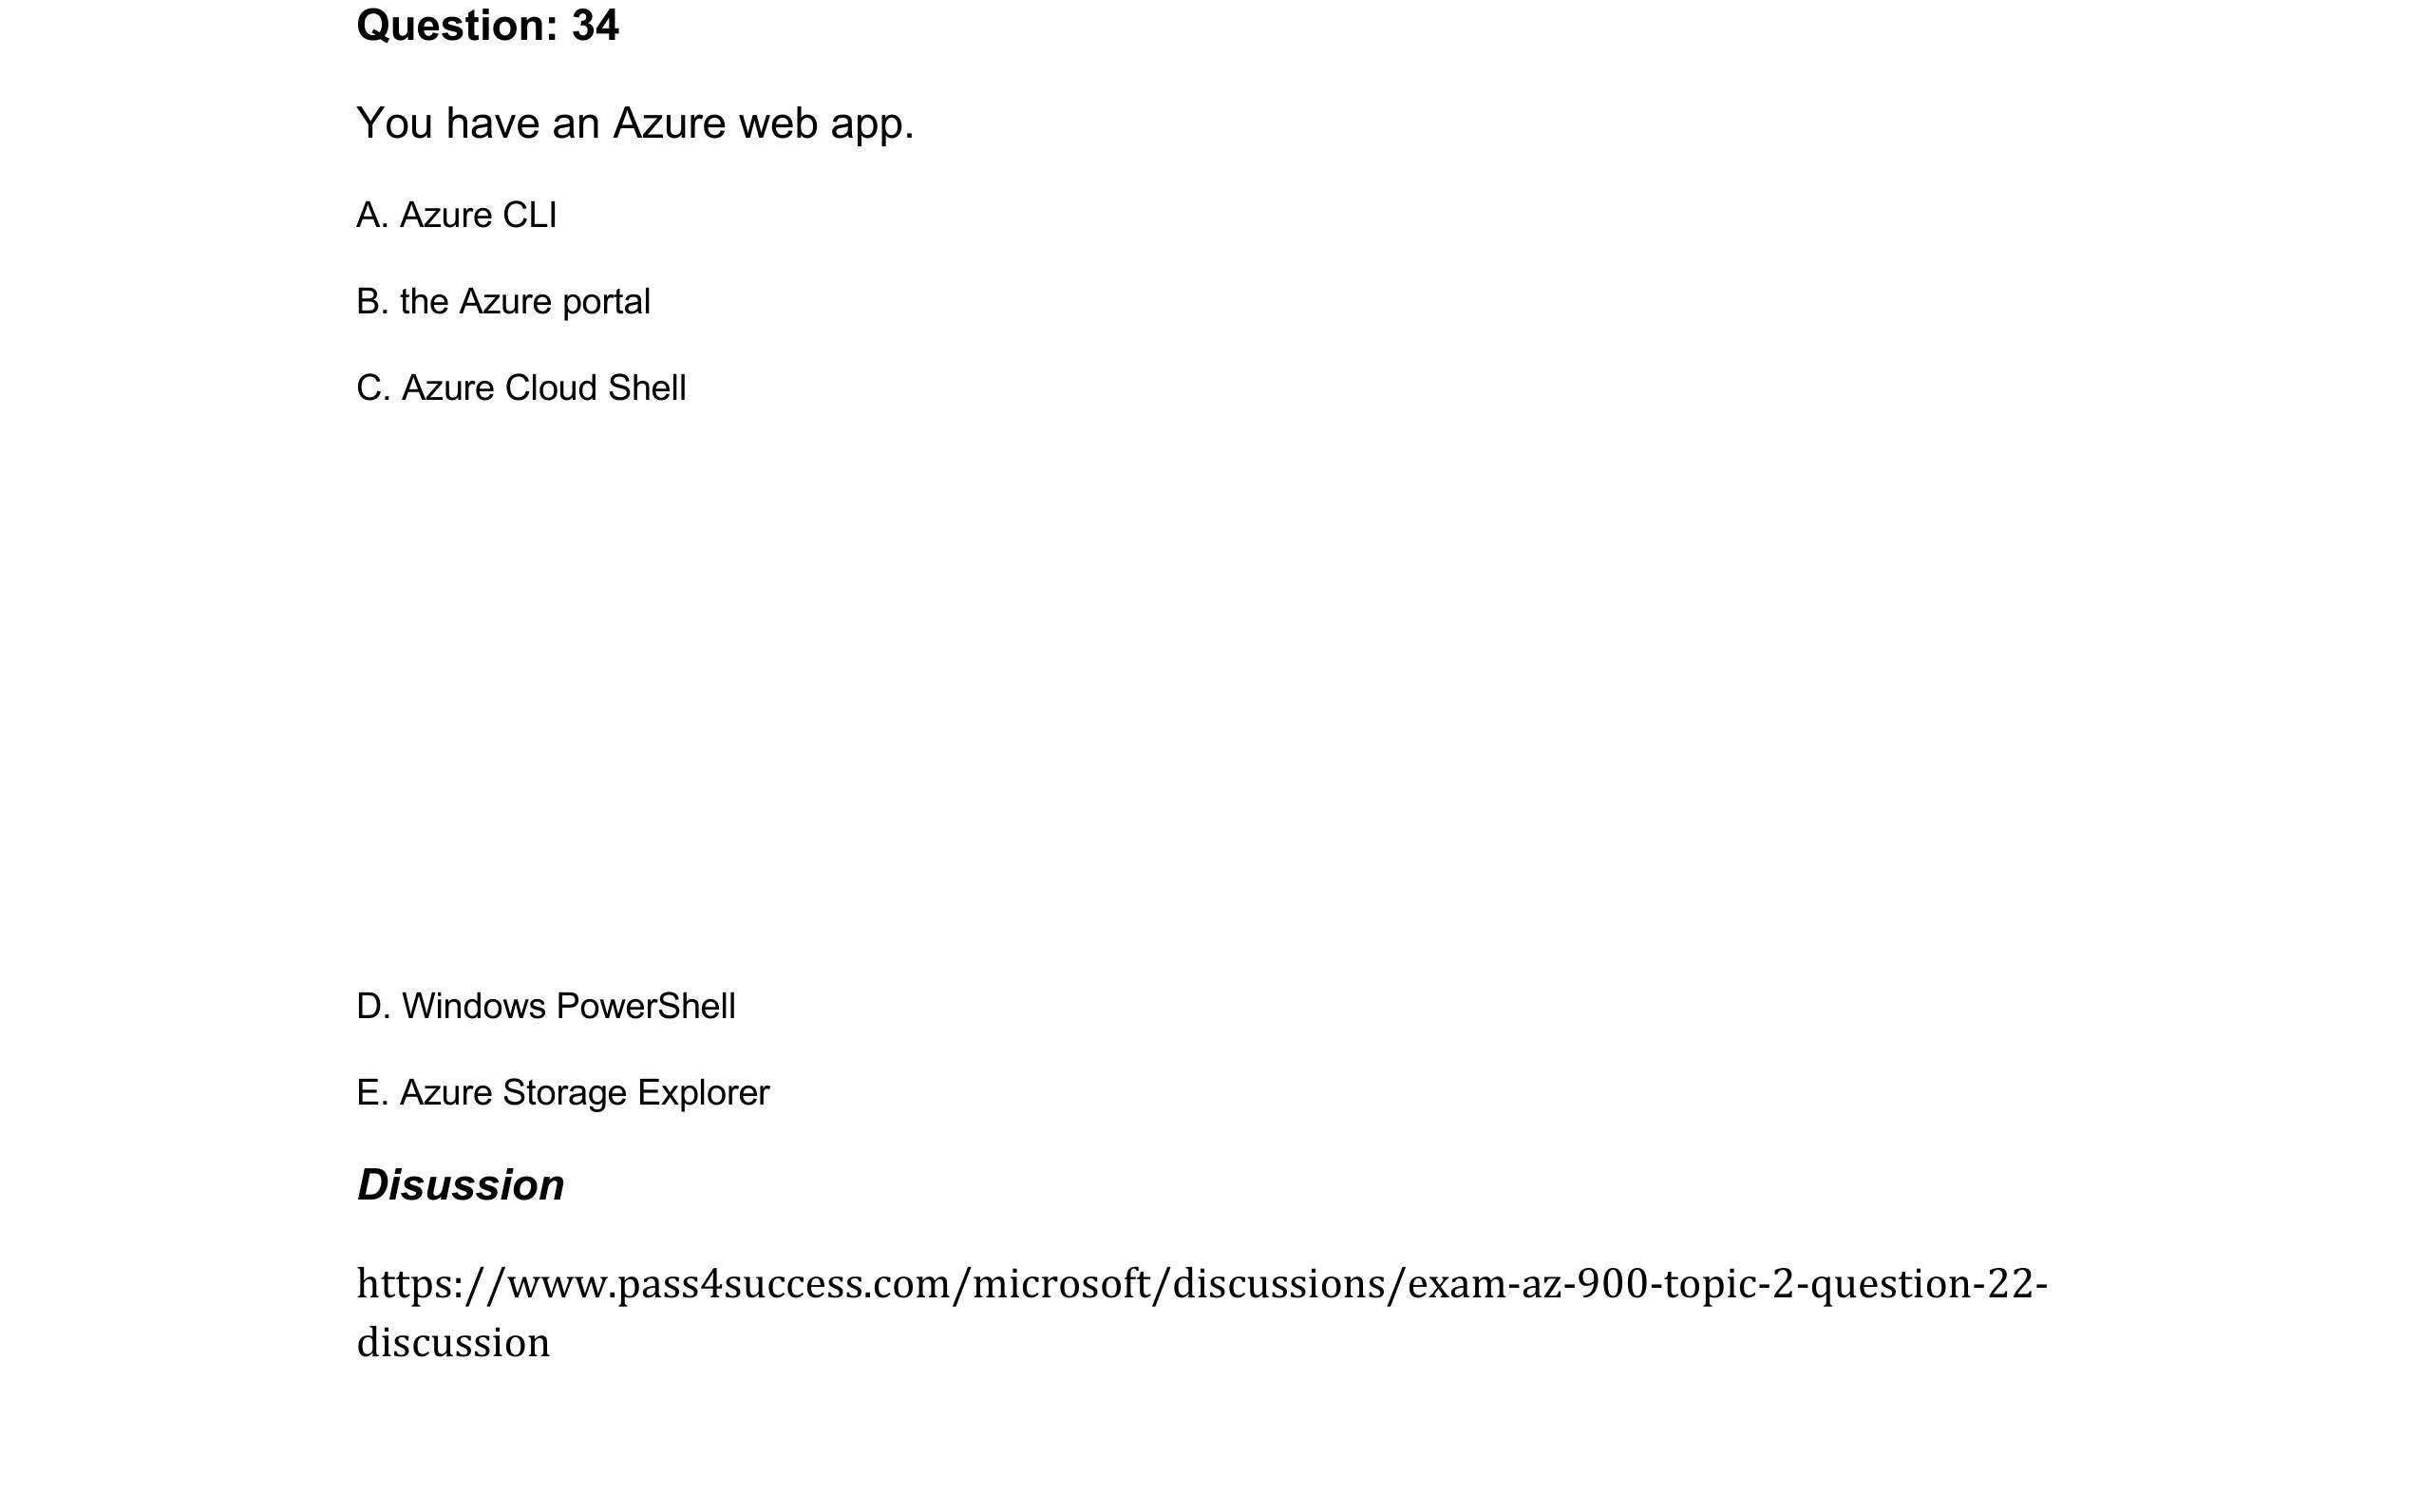 Question: 34
You have an Azure web app.
A. Azure CLI
B. the Azure portal
C. Azure Cloud Shell
D. Windows PowerShell
E. Azure Storage Explorer
Disussion
https://www.pass4success.com/microsoft/discussions/exam-az-900-topic-2-question-22-
discussion